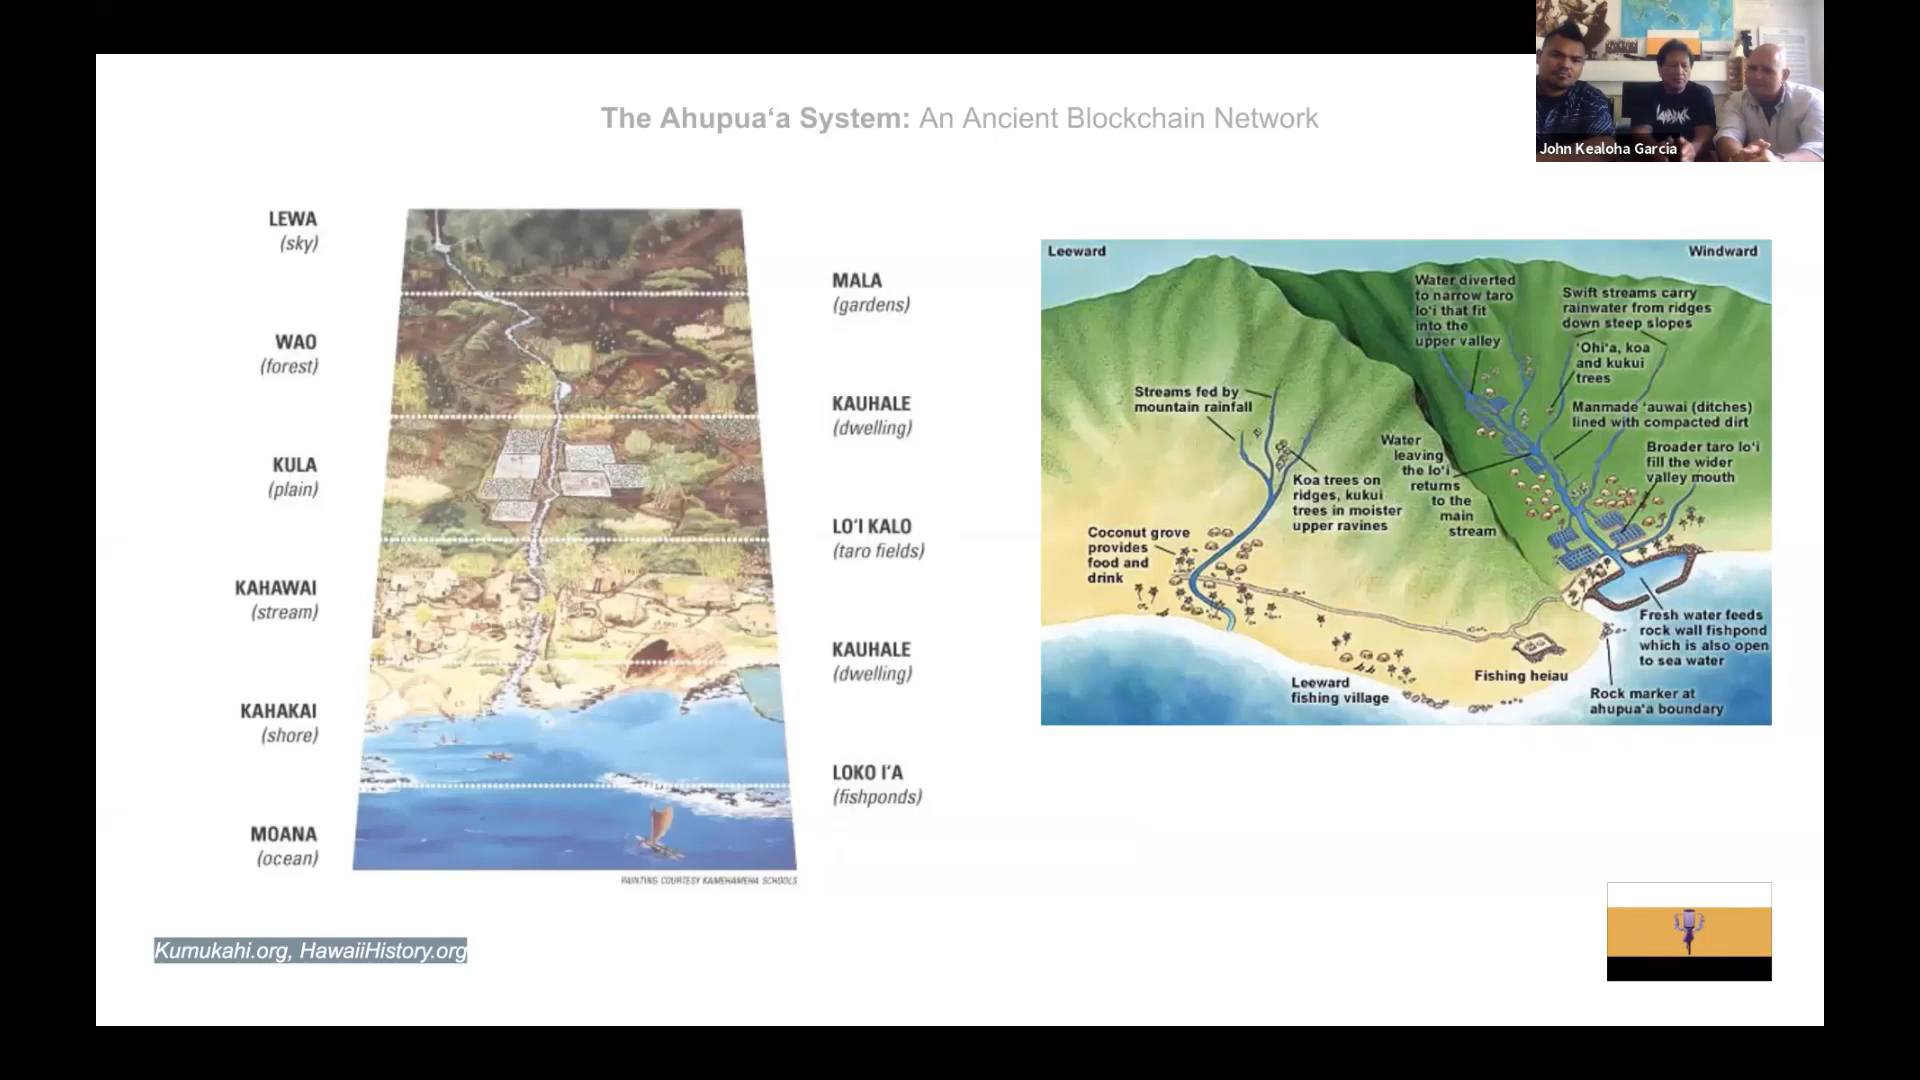 The Ahupuaʻa System: An Ancient Blockchain Network
John Kealoha Garcia
LEWA
(sky)
WAO
(forest)
KULA
(plain)
KAHAWAI
(stream)
KAHAKAI
(shore)
MOANA
(ocean)
MALA
(gardens)
KAUHALE
(dwelling)
LO'I KALO
(taro fields)
KAUHALE
(dwelling)
LOKO I'A
(fishponds)
PAINTING COURTESY KAMEHAMEHA SCHOOLS
Leeward
Windward
Water diverted
to narrow taro
lo'i that fit
into the
upper valley
Swift streams carry
rainwater from ridges
down steep slopes
'Ohi'a, koa
and kukui
trees
Streams fed by
mountain rainfall
Manmade 'auwai (ditches)
lined with compacted dirt
Water
leaving
the lo'i
returns
to the
main
stream
Broader taro lo'i
fill the wider
valley mouth
Koa trees on
ridges, kukui
trees in moister
upper ravines
Coconut grove
provides
food and
drink
Fresh water feeds
rock wall fishpond
which is also open
to sea water
Fishing heiau
Leeward
fishing village
Rock marker at
ahupua'a boundary
Kumukahi.org, HawaiiHistory.org